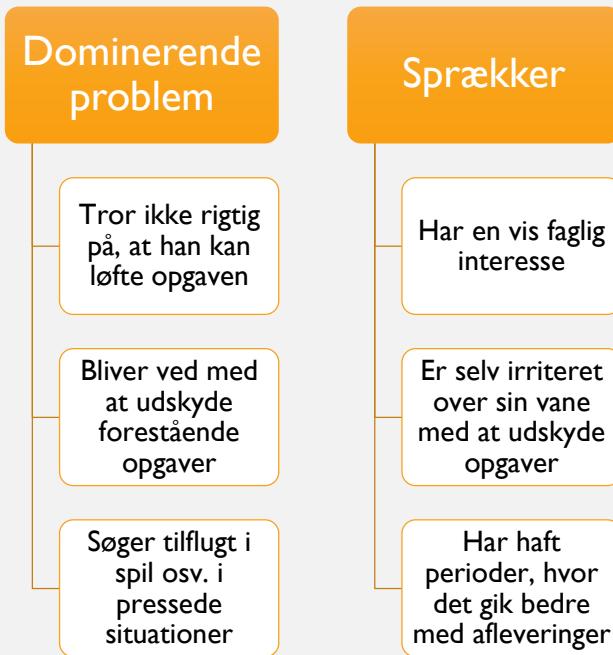 Dominerende
problem
Tror ikke rigtig
på, at han kan
løfte opgaven
Bliver ved med
at udskyde
forestående
opgaver
Søger tilflugt i
spil osv. i
pressede
situationer
Sprækker
Har en vis faglig
interesse
Er selv irriteret
over sin vane
med at udskyde
opgaver
Har haft
perioder, hvor
det gik bedre
med afleveringer